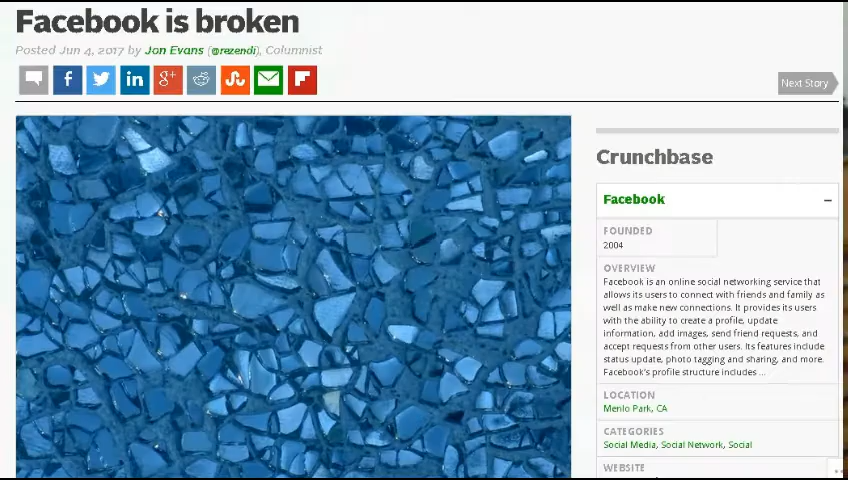 Facebook is broken
Posted Jun 4, 2017 by Jon Evans (@rezendi), Columnist
f in g+
Next Story
Crunchbase
Facebook –
FOUNDED
2004
OVERVIEW
Facebook is an online social networking service that
allows its users to connect with friends and family as
well as make new connections. It provides its users
with the ability to create a profile, update
information, add images, send friend requests, and
accept requests from other users. Its features include
status update, photo tagging and sharing, and more.
Facebook's profile structure includes ...
LOCATION
Menlo Park, CA
CATEGORIES
Social Media, Social Network, Social
WEBSITE